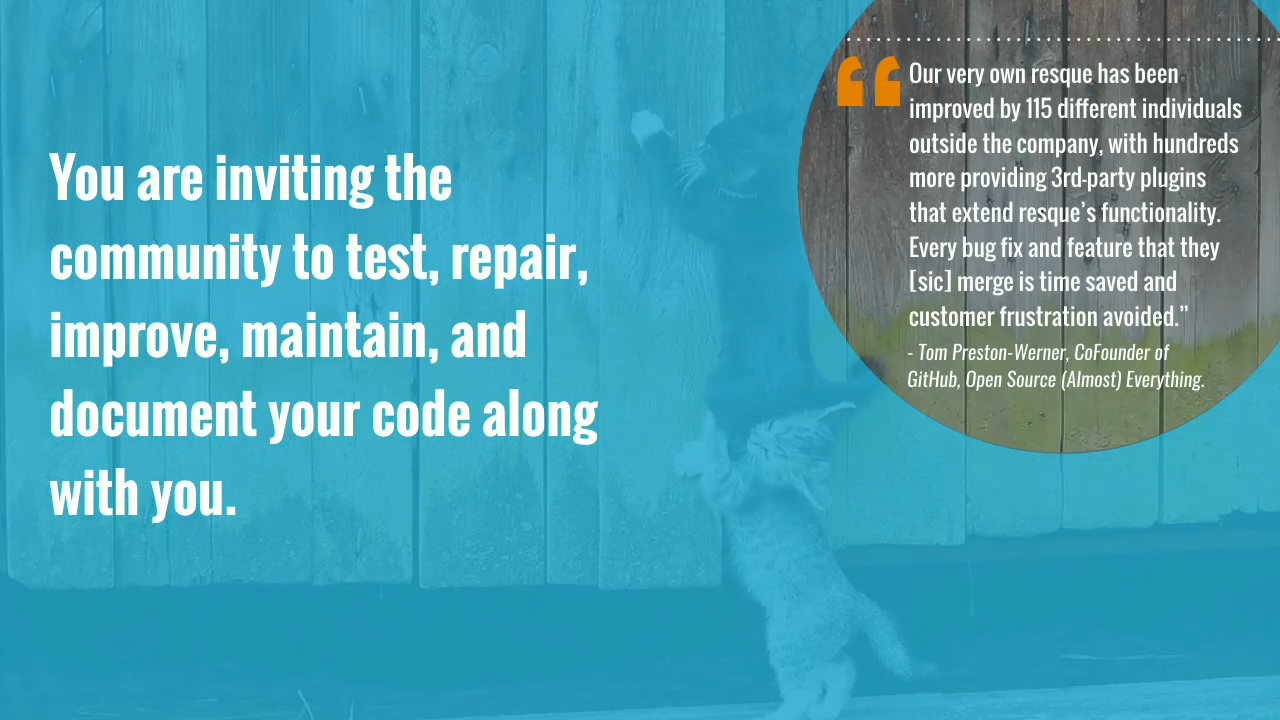 You are inviting the
community to test, repair,
improve, maintain, and
document your code along
with you.
“ Our very own resque has been
improved by 115 different individuals
outside the company, with hundreds
more providing 3rd-party plugins
that extend resque’s functionality.
Every bug fix and feature that they
[sic] merge is time saved and
customer frustration avoided.”
- Tom Preston-Werner, CoFounder of
GitHub, Open Source (Almost) Everything.